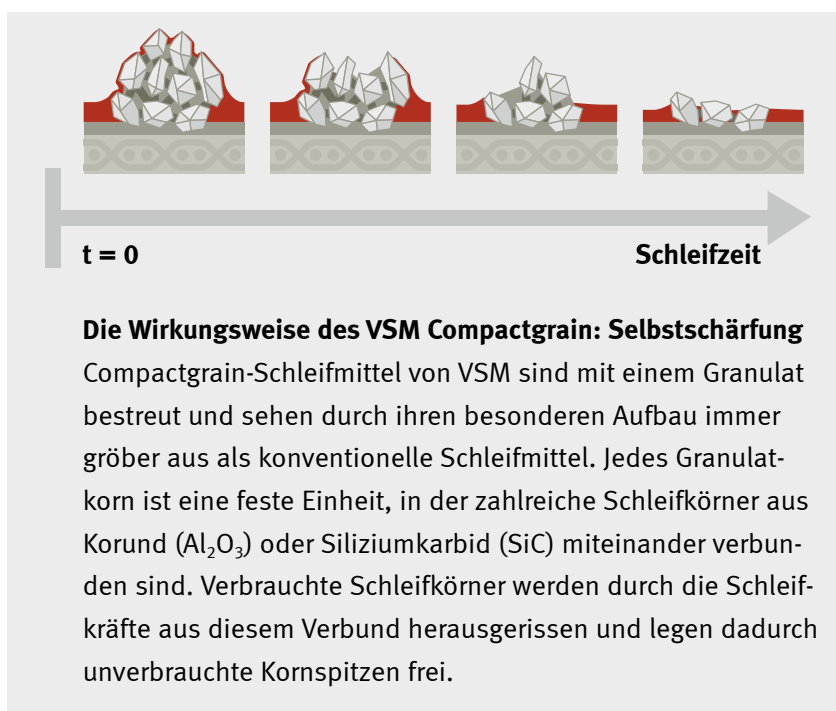 t = 0
Schleifzeit
Die Wirkungsweise des VSM Compactgrain: Selbstschärfung
Compactgrain-Schleifmittel von VSM sind mit einem Granulat
bestreut und sehen durch ihren besonderen Aufbau immer
gröber aus als konventionelle Schleifmittel. Jedes Granulat-
korn ist eine feste Einheit, in der zahlreiche Schleifkörner aus
Korund (Al₂O₃) oder Siliziumkarbid (SiC) miteinander verbun-
den sind. Verbrauchte Schleifkörner werden durch die Schleif-
kräfte aus diesem Verbund herausgerissen und legen dadurch
unverbrauchte Kornspitzen frei.